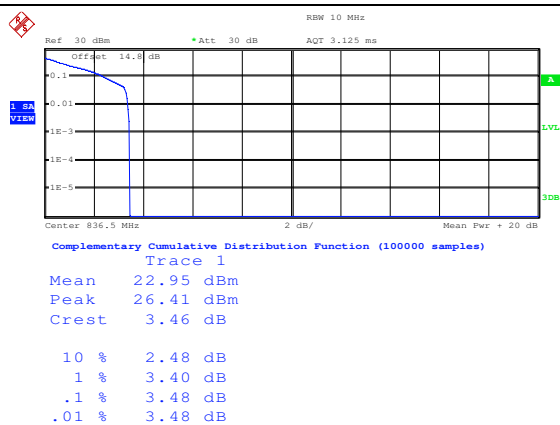 RBW 10 MHz
Ref 30 dBm *Att 30 dB AQT 3.125 ms
Offset 14.8 dB
0.1
A
0.01
1 SA
VIEW
1E-3
LVL
1E-4
1E-5
3DB
Center 836.5 MHz 2 dB/ Mean Pwr + 20 dB
Complementary Cumulative Distribution Function (100000 samples)
Trace 1
Mean 22.95 dBm
Peak 26.41 dBm
Crest 3.46 dB
10 % 2.48 dB
1 % 3.40 dB
.1 % 3.48 dB
.01 % 3.48 dB